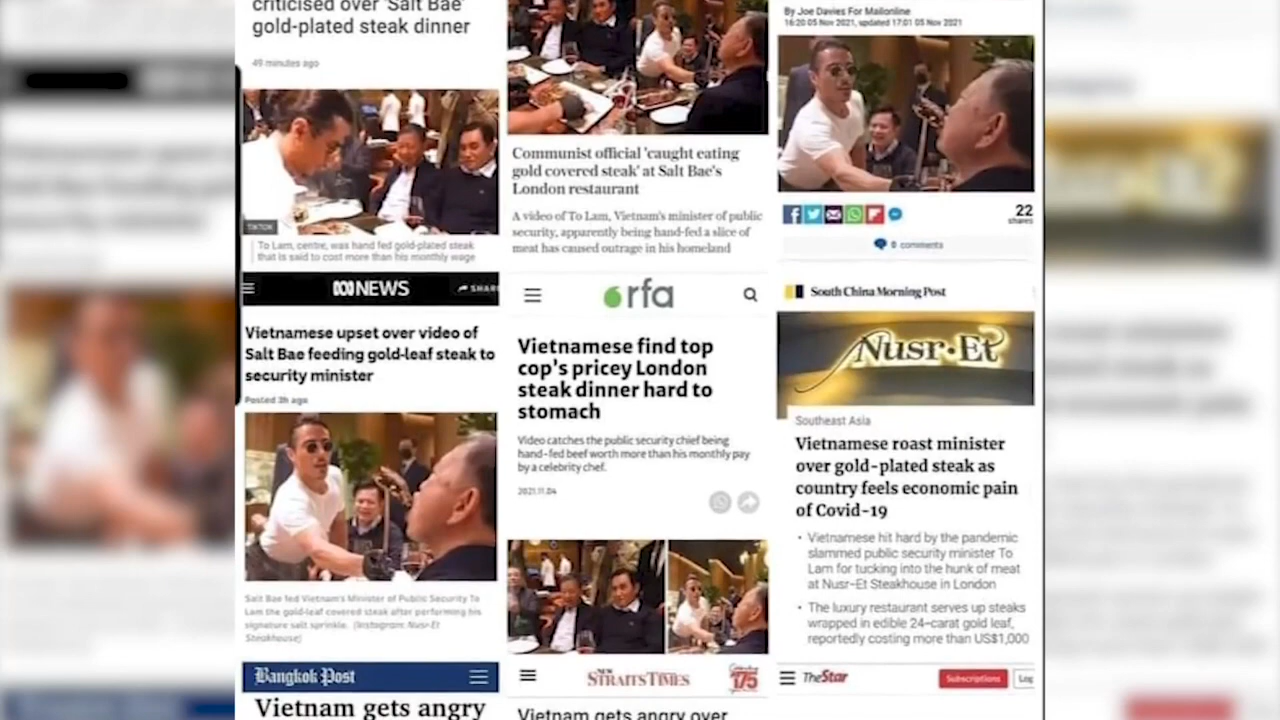 criticised over 'Salt Bae'
gold-plated steak dinner
49 minutes ago
TIKTOK
To Lam, centre, was hand fed gold-plated steak
that is said to cost more than his monthly wage
NEWS
SHAR
Vietnamese upset over video of
Salt Bae feeding gold-leaf steak to
security minister
Posted 3h ago
Salt Bae fed Vietnam's Minister of Public Security To
Lam the gold-leaf covered steak after performing his
signature salt sprinkle. (Instagram: Nusr-Et
Steakhouse)
Bangkok Post
Vietnam gets angry
Communist official 'caught eating
gold covered steak' at Salt Bae's
London restaurant
A video of To Lam, Vietnam's minister of public
security, apparently being hand-fed a slice of
meat has caused outrage in his homeland
rfa
Vietnamese find top
cop's pricey London
steak dinner hard to
stomach
Video catches the public security chief being
hand-fed beef worth more than his monthly pay
by a celebrity chef.
2021.11.04
NEW
STRAITS TIMES
175
Vietnam gets angry over
By Joe Davies For Mailonline
16:20 05 Nov 2021, updated 17:01 05 Nov 2021
22
shares
0 comments
South China Morning Post
Nusr-Et
Southeast Asia
Vietnamese roast minister
over gold-plated steak as
country feels economic pain
of Covid-19
• Vietnamese hit hard by the pandemic
slammed public security minister To
Lam for tucking into the hunk of meat
at Nusr-Et Steakhouse in London
• The luxury restaurant serves up steaks
wrapped in edible 24-carat gold leaf,
reportedly costing more than US$1,000
TheStar
Subscriptions
Log